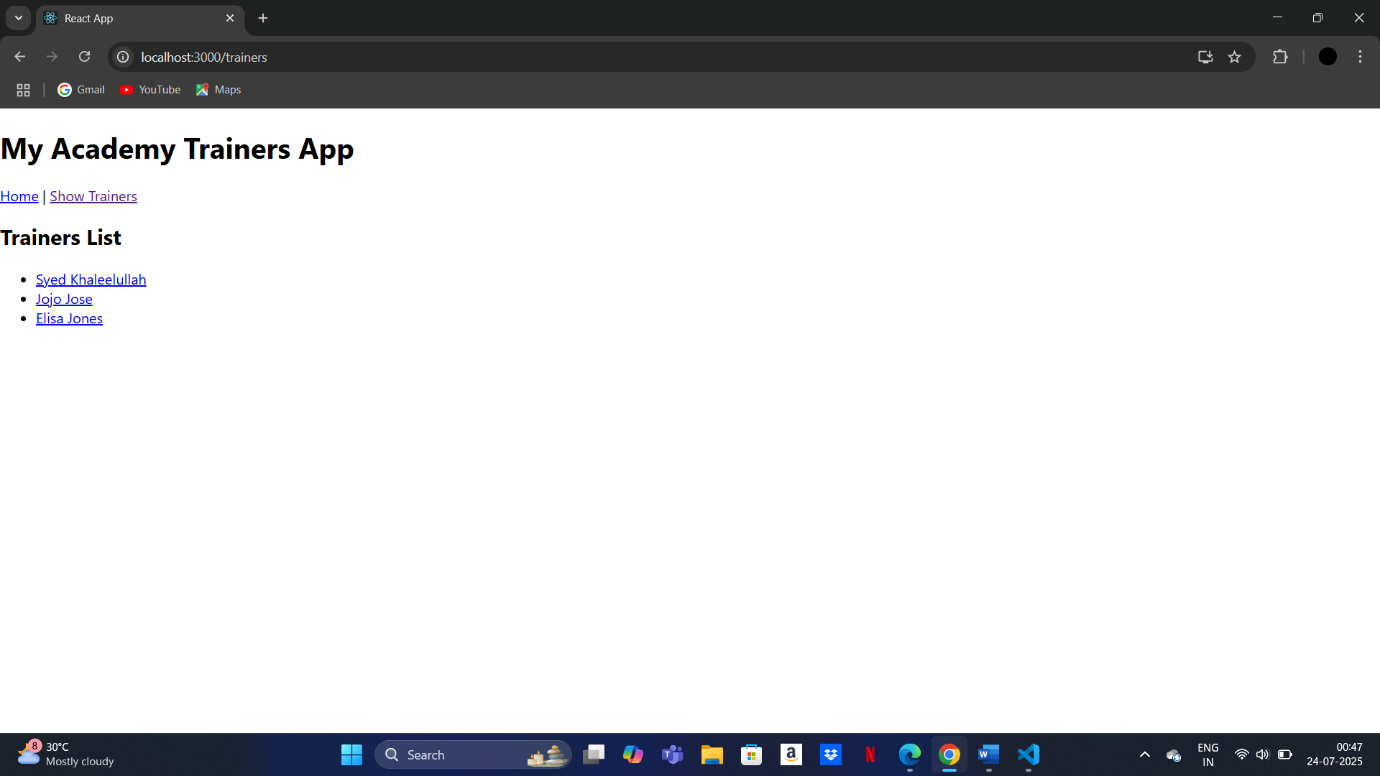 React App
localhost:3000/trainers
Gmail YouTube Maps
My Academy Trainers App
Home | Show Trainers
Trainers List
Syed Khaleelullah
Jojo Jose
Elisa Jones
8
30°C
Mostly cloudy
Search
ENG
IN
00:47
24-07-2025